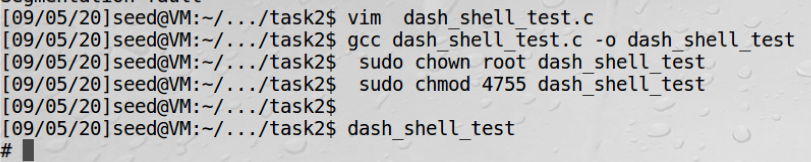 Segmentation fault
[09/05/20]seed@VM:~/.../task2$ vim  dash_shell_test.c
[09/05/20]seed@VM:~/.../task2$ gcc dash_shell_test.c -o dash_shell_test
[09/05/20]seed@VM:~/.../task2$  sudo chown root dash_shell_test
[09/05/20]seed@VM:~/.../task2$  sudo chmod 4755 dash_shell_test
[09/05/20]seed@VM:~/.../task2$
[09/05/20]seed@VM:~/.../task2$ dash_shell_test
#